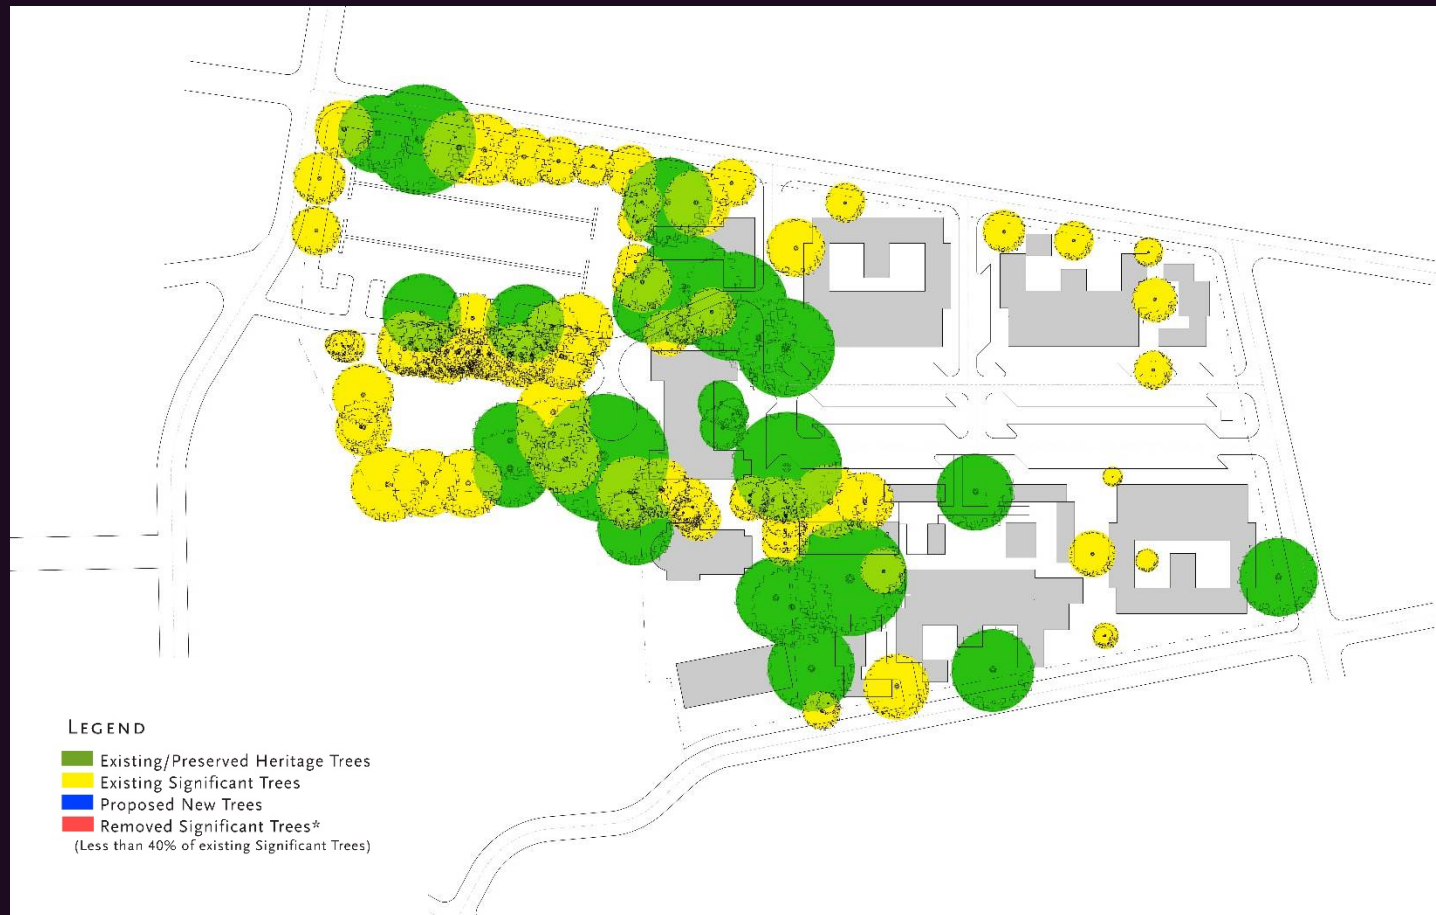 LEGEND
Existing/Preserved Heritage Trees
Existing Significant Trees
Proposed New Trees
Removed Significant Trees*
(Less than 40% of existing Significant Trees)